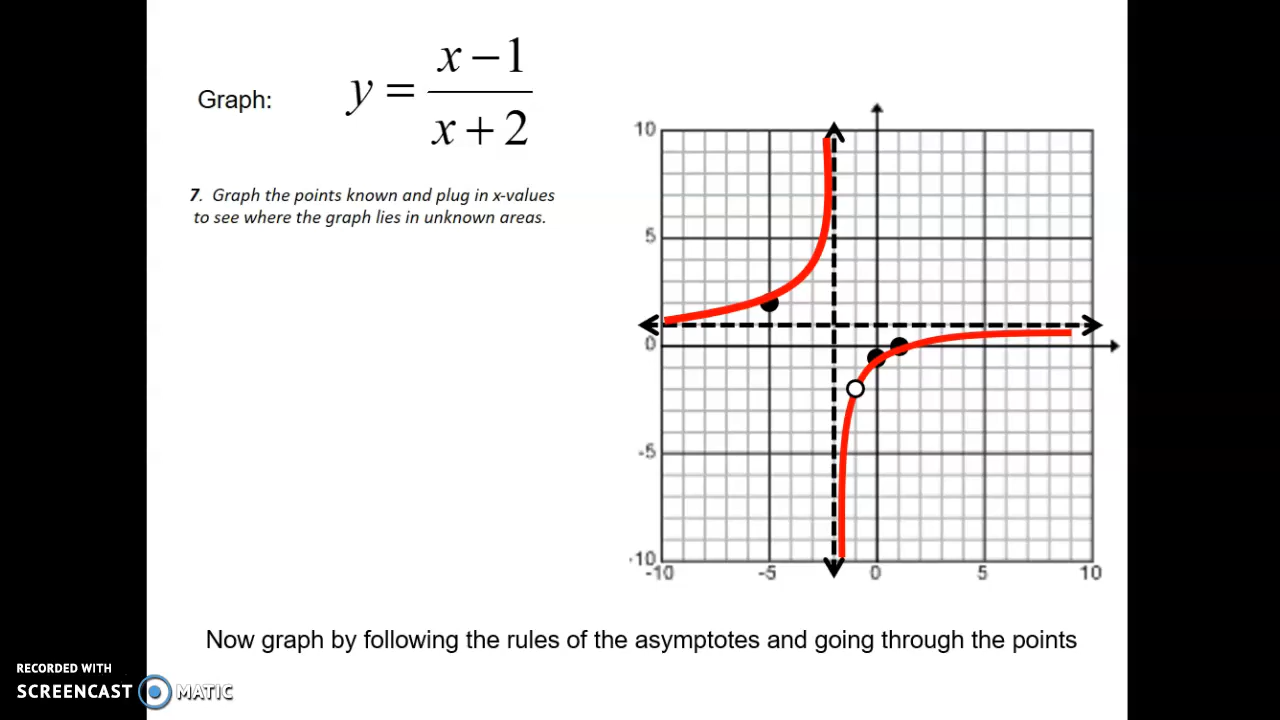 Graph:
y = x − 1 / x + 2
7. Graph the points known and plug in x-values
to see where the graph lies in unknown areas.
10
5
0
-5
-10
-10 -5 0 5 10
Now graph by following the rules of the asymptotes and going through the points
RECORDED WITH
SCREENCAST MATIC